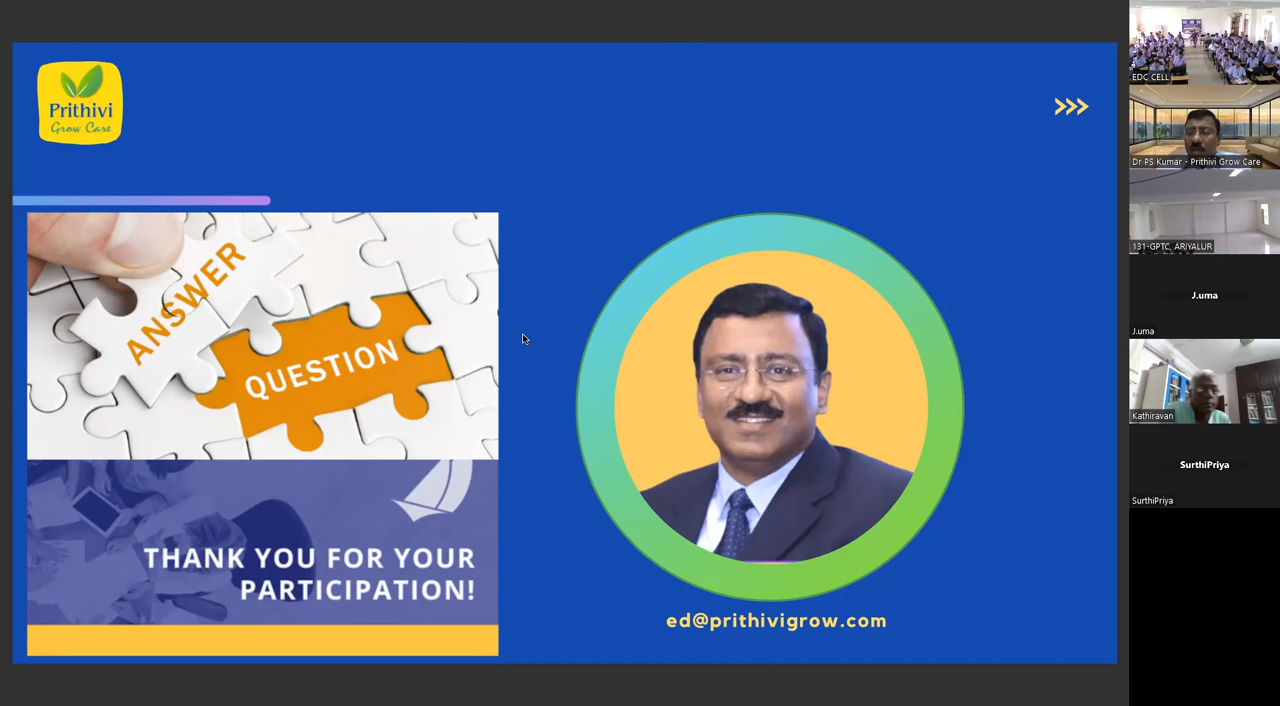 Prithivi
Grow Care
ANSWER
QUESTION
THANK YOU FOR YOUR
PARTICIPATION!
ed@prithivigrow.com
EDC CELL
Dr PS Kumar - Prithivi Grow Care
131-GPTC, ARIYALUR
J.uma
J.uma
Kathiravan
SurthiPriya
SurthiPriya